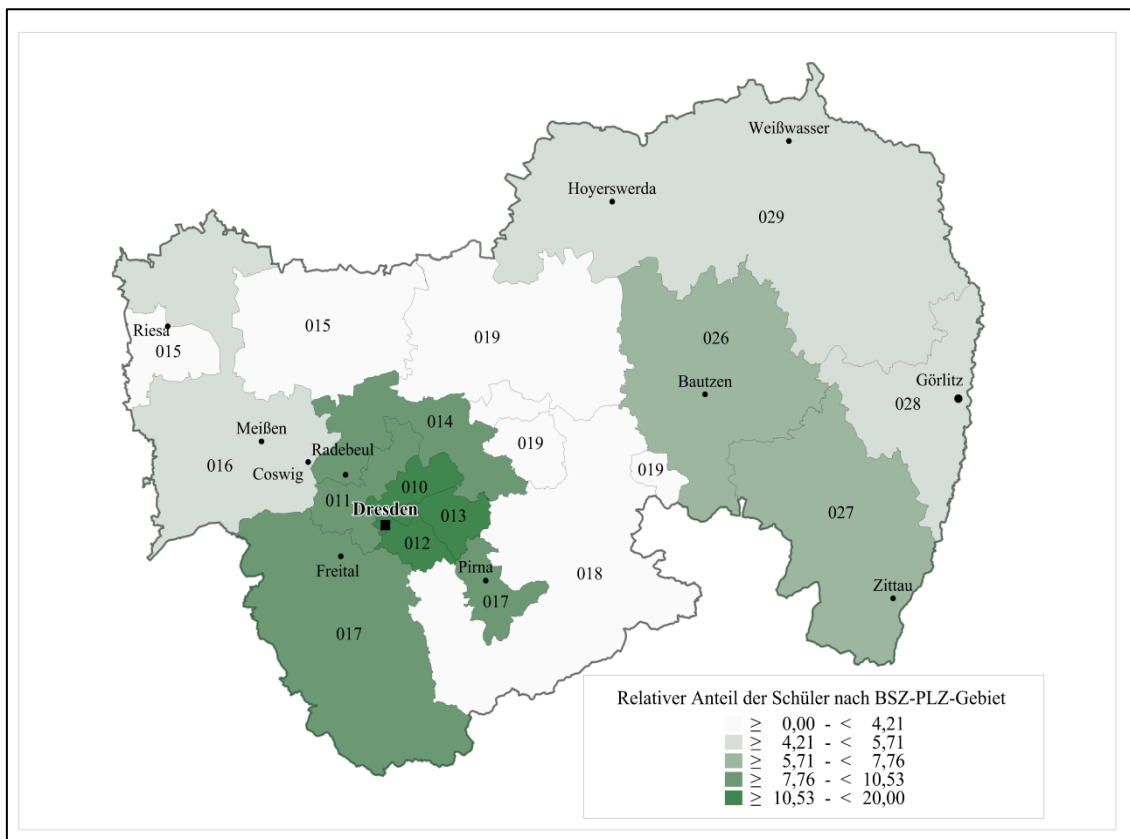 Weißwasser
Hoyerswerda
029
015
019
026
Riesa
015
Bautzen
Görlitz
028
014
Meißen
Radebeul
019
016
Coswig
019
010
011
Dresden
013
027
012
Freital
Pirna
018
Zittau
017
017
Relativer Anteil der Schüler nach BSZ-PLZ-Gebiet
≥ 0,00 - < 4,21
≥ 4,21 - < 5,71
≥ 5,71 - < 7,76
≥ 7,76 - < 10,53
≥ 10,53 - < 20,00